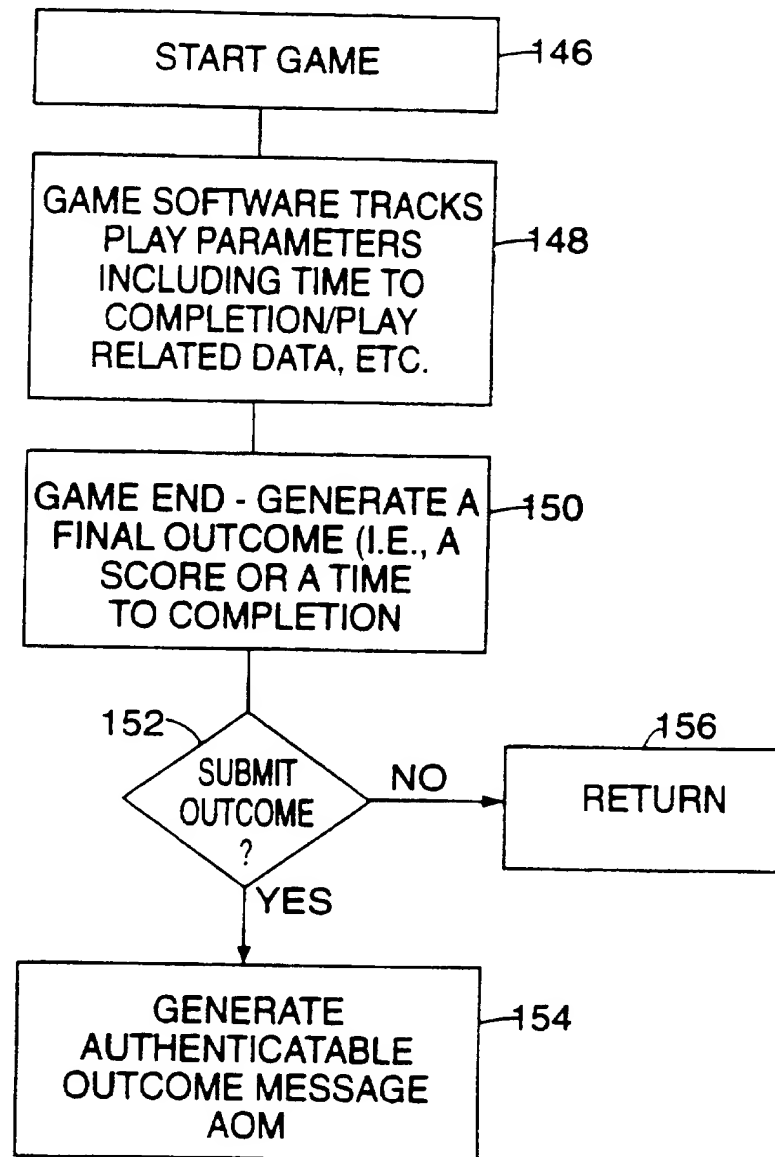 START GAME
146
GAME SOFTWARE TRACKS
PLAY PARAMETERS
INCLUDING TIME TO
COMPLETION/PLAY
RELATED DATA, ETC.
148
GAME END - GENERATE A
FINAL OUTCOME (I.E., A
SCORE OR A TIME
TO COMPLETION
150
152
SUBMIT
OUTCOME
?
NO
156
RETURN
YES
GENERATE
AUTHENTICATABLE
OUTCOME MESSAGE
AOM
154